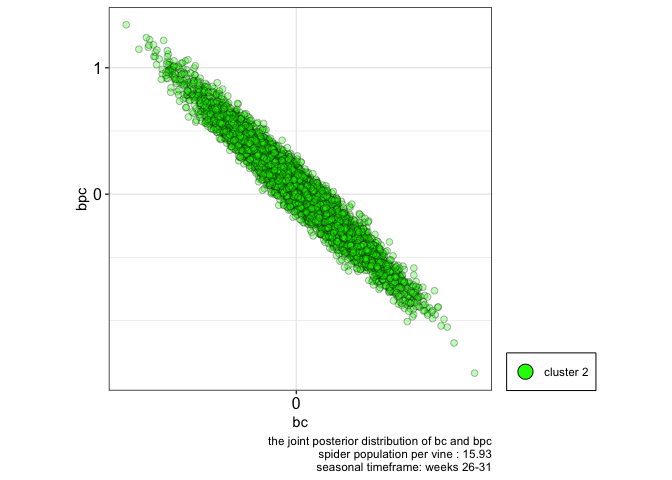 1
0
bpc
0
bc
cluster 2
the joint posterior distribution of bc and bpc
spider population per vine : 15.93
seasonal timeframe: weeks 26-31